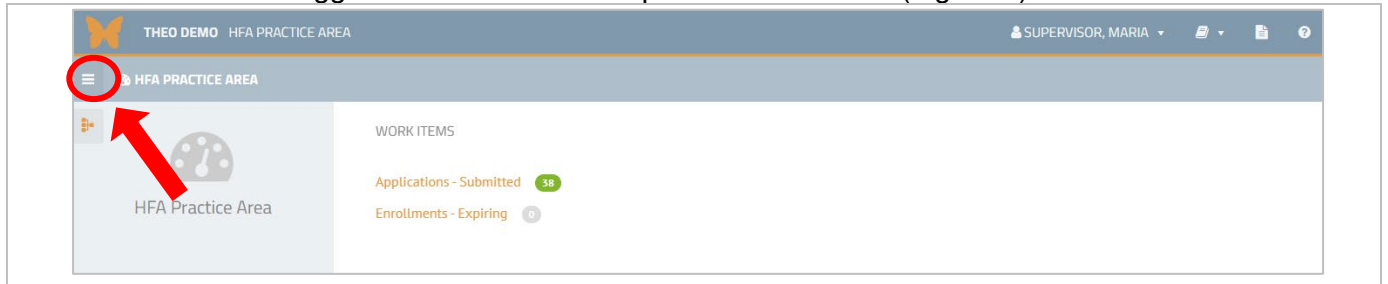 THEO DEMO HFA PRACTICE AREA SUPERVISOR, MARIA
HFA PRACTICE AREA
WORK ITEMS
Applications - Submitted 38
Enrollments - Expiring 0
HFA Practice Area